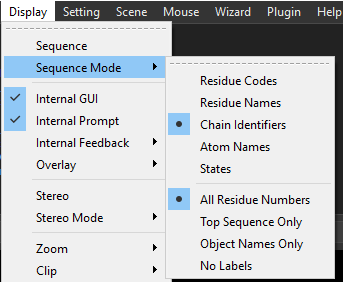 Display Setting Scene Mouse Wizard Plugin Help
Sequence
Sequence Mode
Residue Codes
Residue Names
Chain Identifiers
Atom Names
States
All Residue Numbers
Top Sequence Only
Object Names Only
No Labels
Internal GUI
Internal Prompt
Internal Feedback
Overlay
Stereo
Stereo Mode
Zoom
Clip